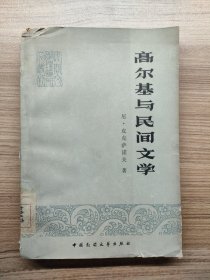 高尔基与民间文学
尼·皮克萨诺夫 著
中国民间文艺出版社